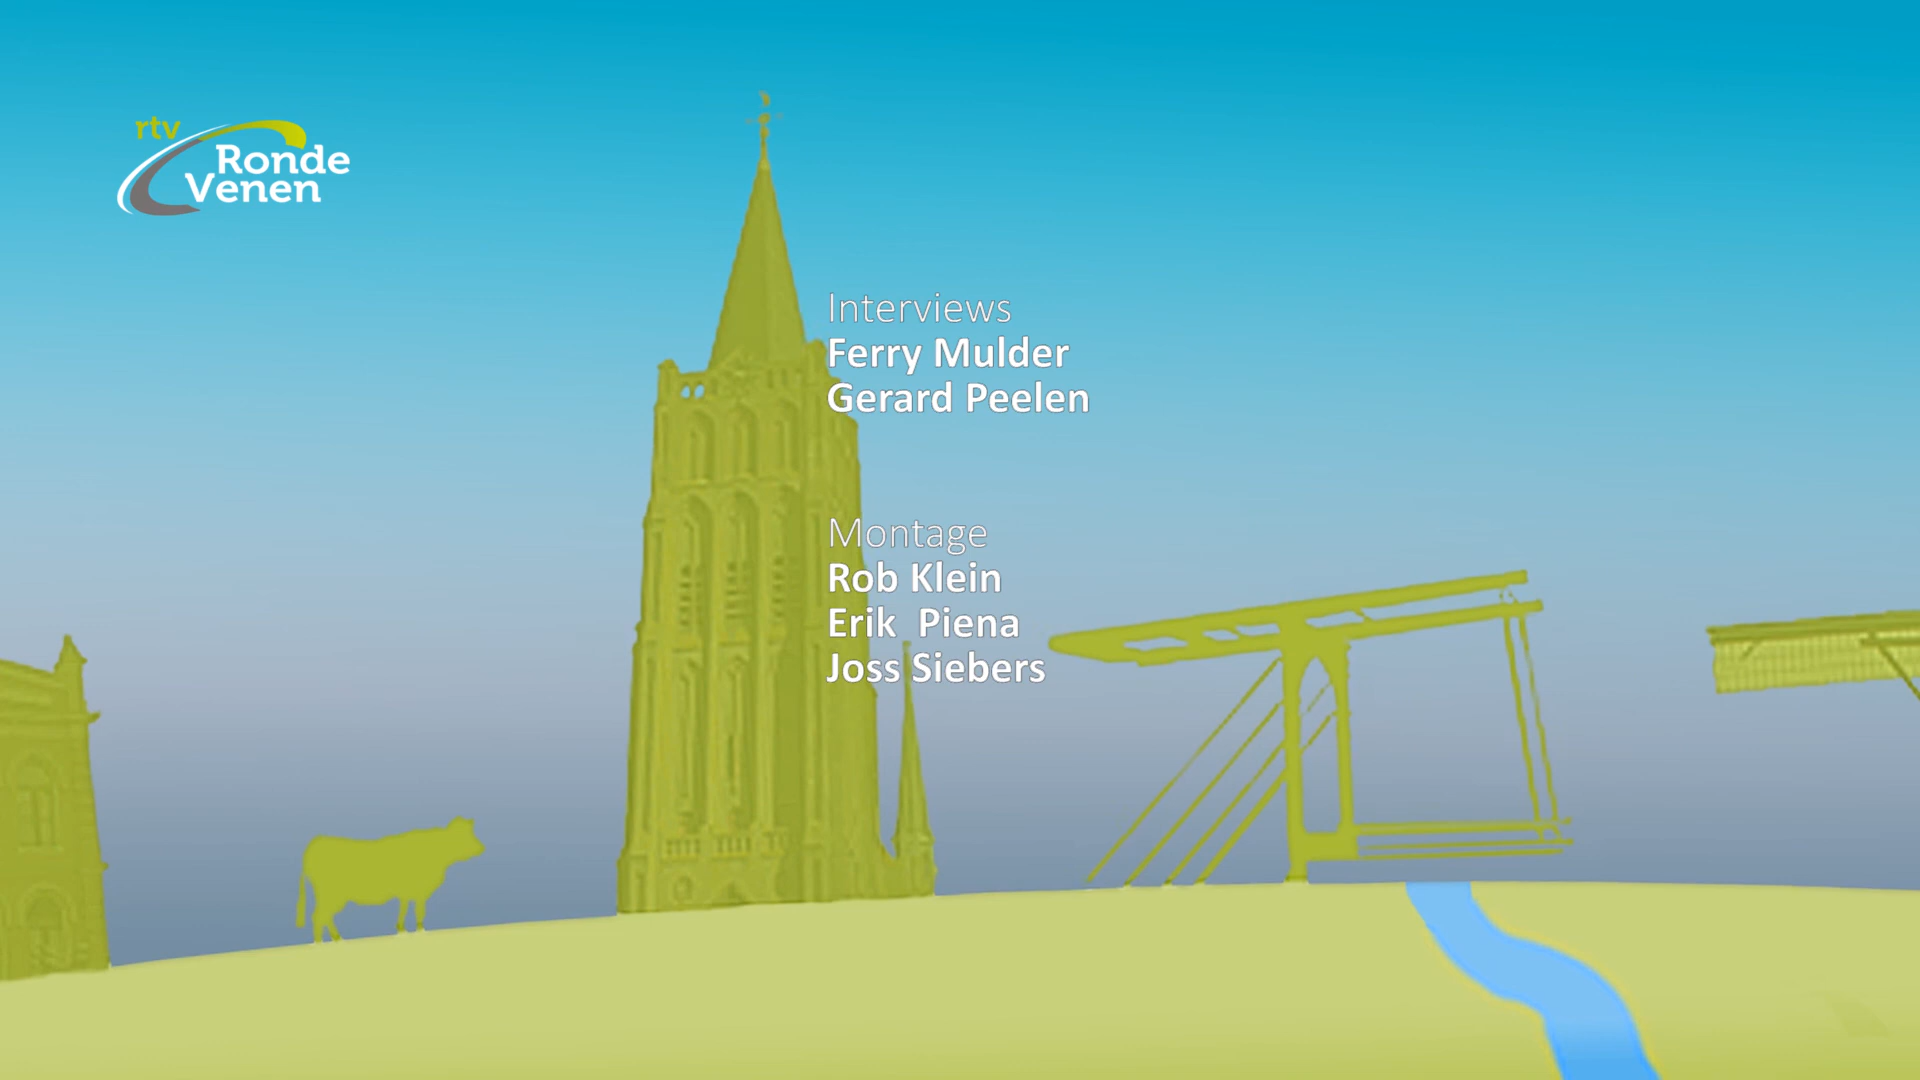 rtv
Ronde
Venen
Interviews
Ferry Mulder
Gerard Peelen
Montage
Rob Klein
Erik  Piena
Joss Siebers